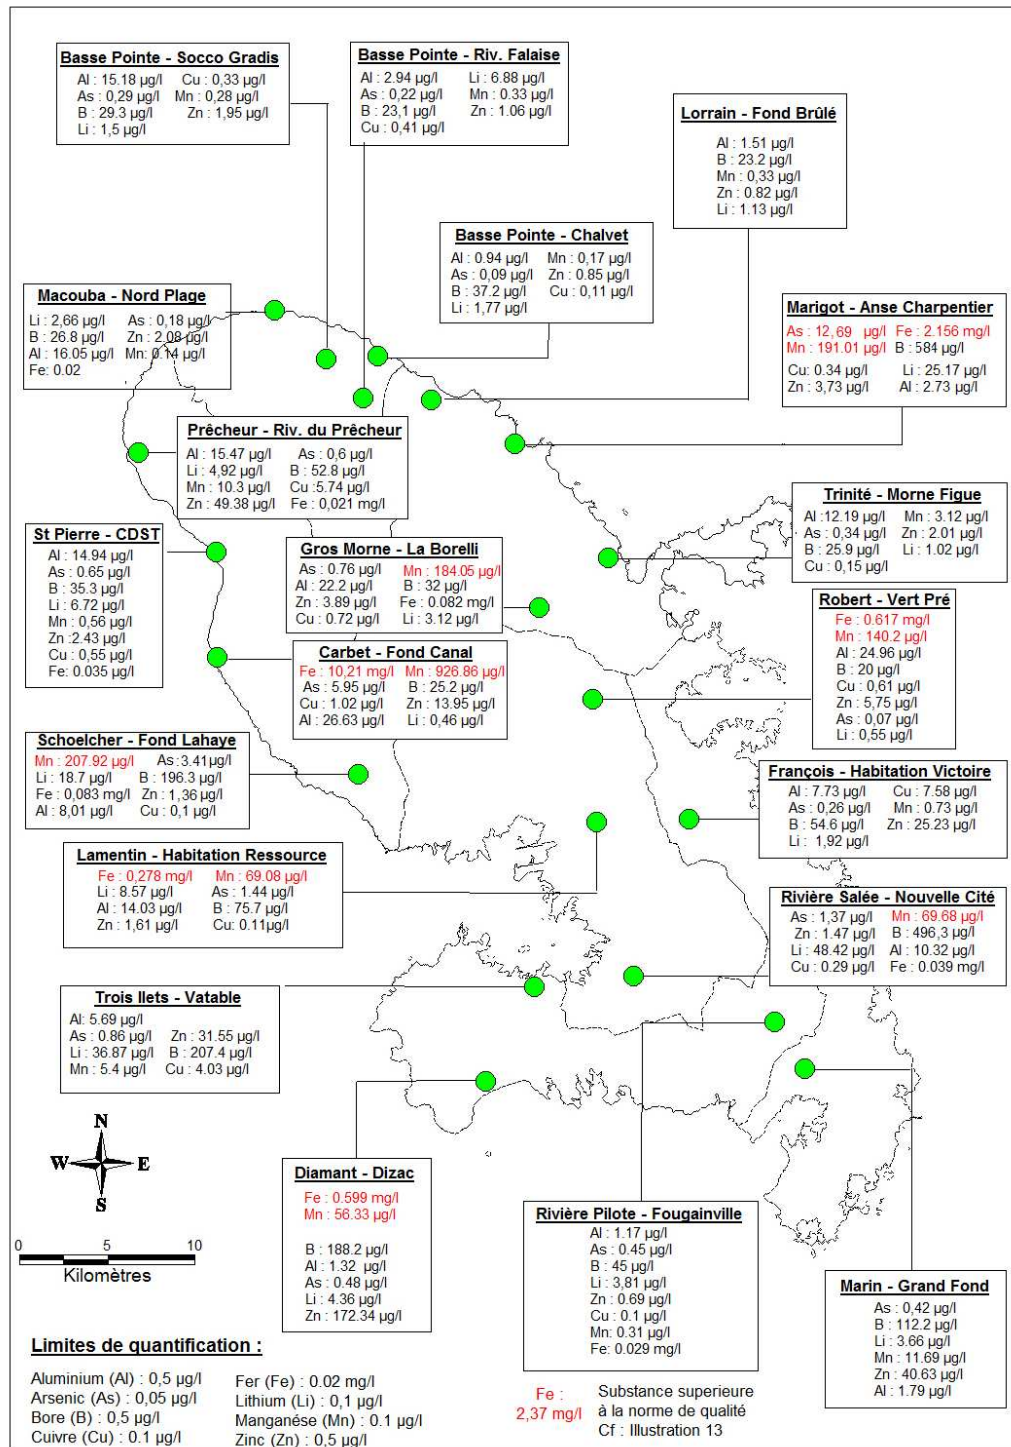 Basse Pointe - Socco Gradis
Al : 15.18 µg/l Cu : 0,33 µg/l
As : 0,29 µg/l Mn : 0,28 µg/l
B : 29.3 µg/l Zn : 1,95 µg/l
Li : 1,5 µg/l
Basse Pointe - Riv. Falaise
Al : 2.94 µg/l Li : 6.88 µg/l
As : 0,22 µg/l Mn : 0.33 µg/l
B : 23,1 µg/l Zn : 1.06 µg/l
Cu : 0,41 µg/l
Lorrain - Fond Brûlé
Al : 1.51 µg/l
B : 23.2 µg/l
Mn : 0,33 µg/l
Zn : 0.82 µg/l
Li : 1.13 µg/l
Basse Pointe - Chalvet
Al : 0.94 µg/l Mn : 0,17 µg/l
As : 0,09 µg/l Zn : 0.85 µg/l
B : 37.2 µg/l Cu : 0,11 µg/l
Li : 1,77 µg/l
Macouba - Nord Plage
Li : 2,66 µg/l As : 0,18 µg/l
B : 26.8 µg/l Zn : 2.08 µg/l
Al : 16.05 µg/l Mn: 0.14 µg/l
Fe: 0.02
Marigot - Anse Charpentier
As : 12,69 µg/l Fe : 2.156 mg/l
Mn : 191.01 µg/l B : 584 µg/l
Cu: 0.34 µg/l Li : 25.17 µg/l
Zn : 3,73 µg/l Al : 2.73 µg/l
Prêcheur - Riv. du Prêcheur
Al : 15.47 µg/l As : 0,6 µg/l
Li : 4,92 µg/l B : 52.8 µg/l
Mn : 10.3 µg/l Cu :5.74 µg/l
Zn : 49.38 µg/l Fe : 0,021 mg/l
Trinité - Morne Figue
Al :12.19 µg/l Mn : 3.12 µg/l
As : 0,34 µg/l Zn : 2.01 µg/l
B : 25.9 µg/l Li : 1.02 µg/l
Cu : 0,15 µg/l
St Pierre - CDST
Al : 14.94 µg/l
As : 0.65 µg/l
B : 35.3 µg/l
Li : 6.72 µg/l
Mn : 0,56 µg/l
Zn :2.43 µg/l
Cu : 0,55 µg/l
Fe: 0.035 µg/l
Gros Morne - La Borelli
As : 0.76 µg/l Mn : 184.05 µg/l
Al : 22.2 µg/l B : 32 µg/l
Zn : 3.89 µg/l Fe : 0.082 mg/l
Cu : 0.72 µg/l Li : 3.12 µg/l
Robert - Vert Pré
Fe : 0.617 mg/l
Mn : 140.2 µg/l
Al : 24.96 µg/l
B : 20 µg/l
Cu : 0,61 µg/l
Zn : 5,75 µg/l
As : 0,07 µg/l
Li : 0,55 µg/l
Carbet - Fond Canal
Fe : 10,21 mg/l Mn : 926.86 µg/l
As : 5.95 µg/l B : 25.2 µg/l
Cu : 1.02 µg/l Zn : 13.95 µg/l
Al : 26.63 µg/l Li : 0,46 µg/l
Schoelcher - Fond Lahaye
Mn : 207.92 µg/l As : 3.41 µg/l
Li : 18.7 µg/l B : 196.3 µg/l
Fe : 0,083 mg/l Zn : 1,36 µg/l
Al : 8,01 µg/l Cu : 0,1 µg/l
François - Habitation Victoire
Al : 7.73 µg/l Cu : 7.58 µg/l
As : 0,26 µg/l Mn : 0.73 µg/l
B : 54.6 µg/l Zn : 25.23 µg/l
Li : 1,92 µg/l
Lamentin - Habitation Ressource
Fe : 0,278 mg/l Mn : 69.08 µg/l
Li : 8.57 µg/l As : 1.44 µg/l
Al : 14.03 µg/l B : 75.7 µg/l
Zn : 1,61 µg/l Cu: 0.11µg/l
Rivière Salée - Nouvelle Cité
As : 1,37 µg/l Mn : 69.68 µg/l
Zn : 1.47 µg/l B : 496,3 µg/l
Li : 48.42 µg/l Al : 10.32 µg/l
Cu : 0.29 µg/l Fe : 0.039 mg/l
Trois Ilets - Vatable
Al: 5.69 µg/l
As : 0.86 µg/l Zn : 31.55 µg/l
Li : 36.87 µg/l B : 207.4 µg/l
Mn : 5.4 µg/l Cu : 4.03 µg/l
N
W E
S
0 5 10
Kilomètres
Diamant - Dizac
Fe : 0.599 mg/l
Mn : 56.33 µg/l
B : 188.2 µg/l
Al : 1.32 µg/l
As : 0.48 µg/l
Li : 4.36 µg/l
Zn : 172.34 µg/l
Rivière Pilote - Fougainville
Al : 1.17 µg/l
As : 0.45 µg/l
B : 45 µg/l
Li : 3,81 µg/l
Zn : 0.69 µg/l
Cu : 0.1 µg/l
Mn: 0.31 µg/l
Fe: 0.029 mg/l
Marin - Grand Fond
As : 0,42 µg/l
B : 112.2 µg/l
Li : 3.66 µg/l
Mn : 11.69 µg/l
Zn : 40.63 µg/l
Al : 1.79 µg/l
Limites de quantification :
Aluminium (Al) : 0,5 µg/l Fer (Fe) : 0.02 mg/l
Arsenic (As) : 0,05 µg/l Lithium (Li) : 0,1 µg/l
Bore (B) : 0,5 µg/l Manganése (Mn) : 0.1 µg/l
Cuivre (Cu) : 0.1 µg/l Zinc (Zn) : 0,5 µg/l
Fe :
2,37 mg/l
Substance superieure
à la norme de qualité
Cf : Illustration 13